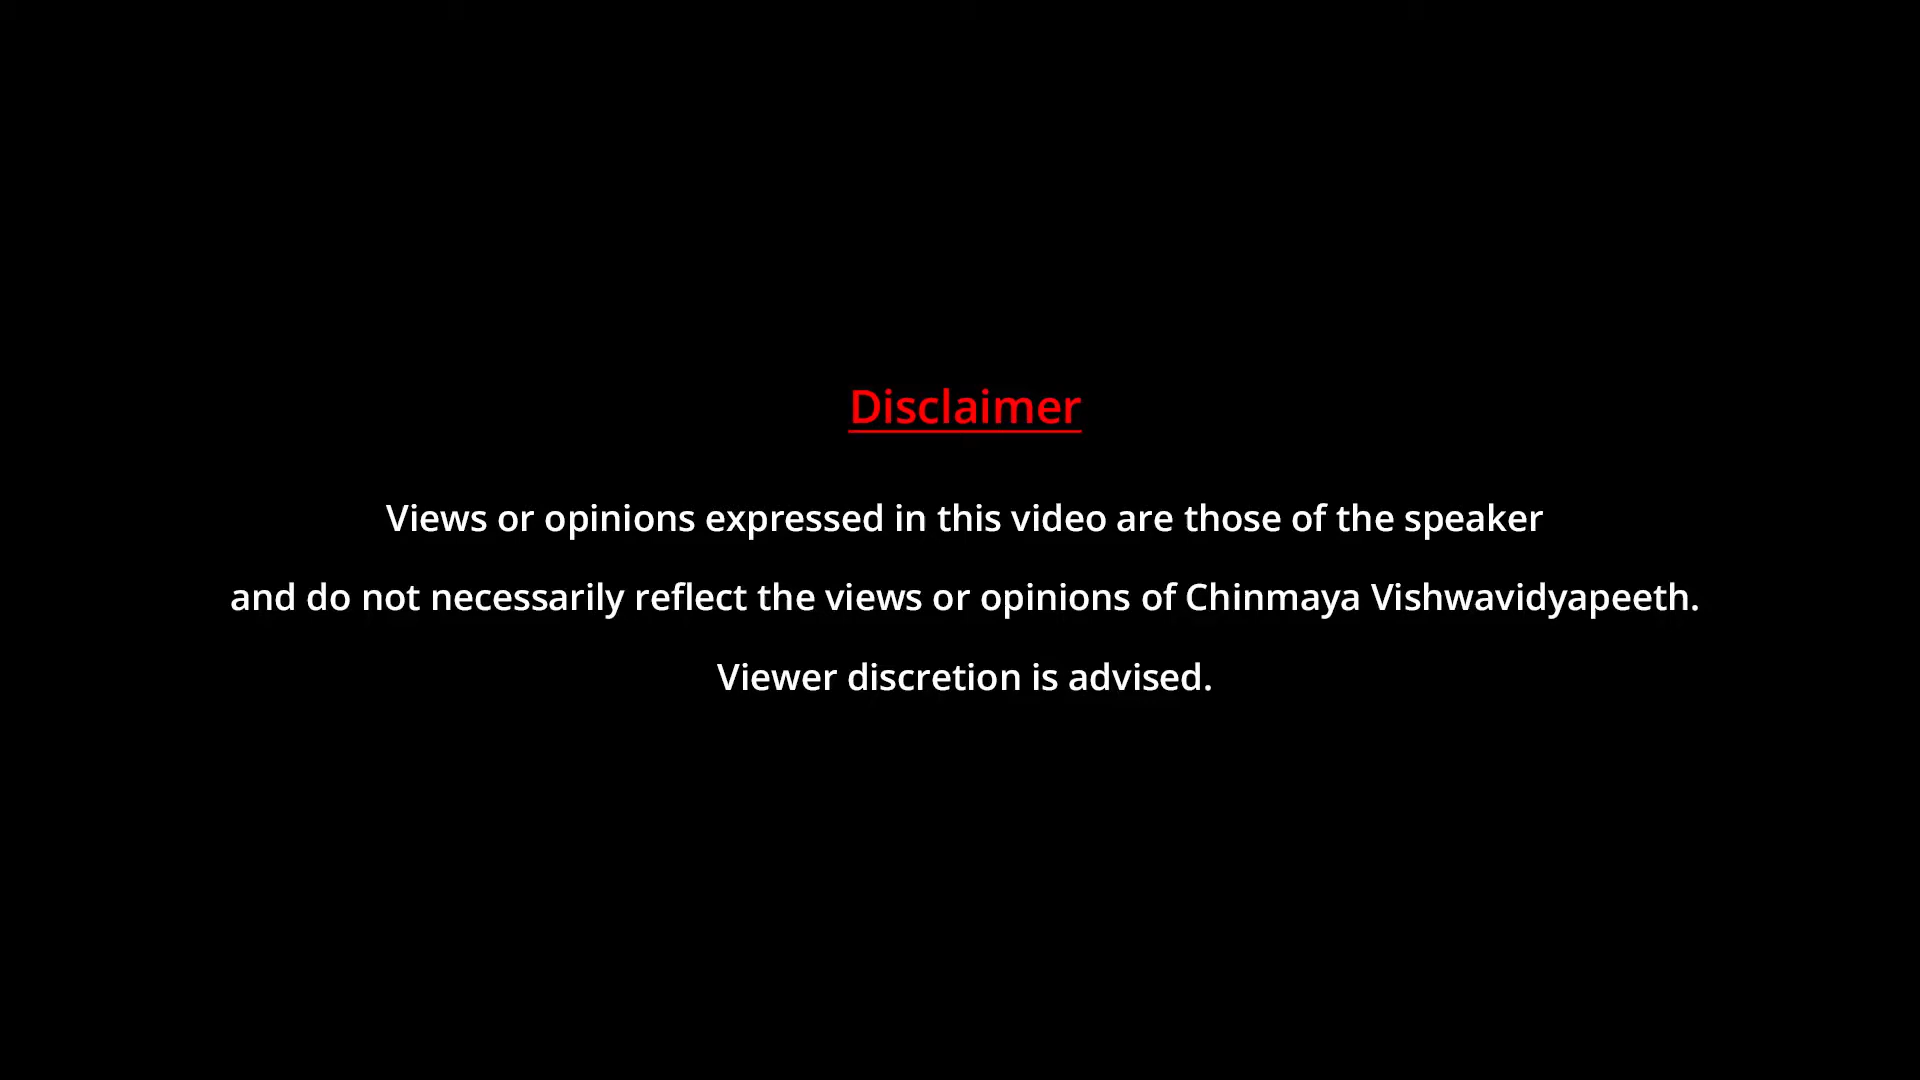 Disclaimer
Views or opinions expressed in this video are those of the speaker
and do not necessarily reflect the views or opinions of Chinmaya Vishwavidyapeeth.
Viewer discretion is advised.